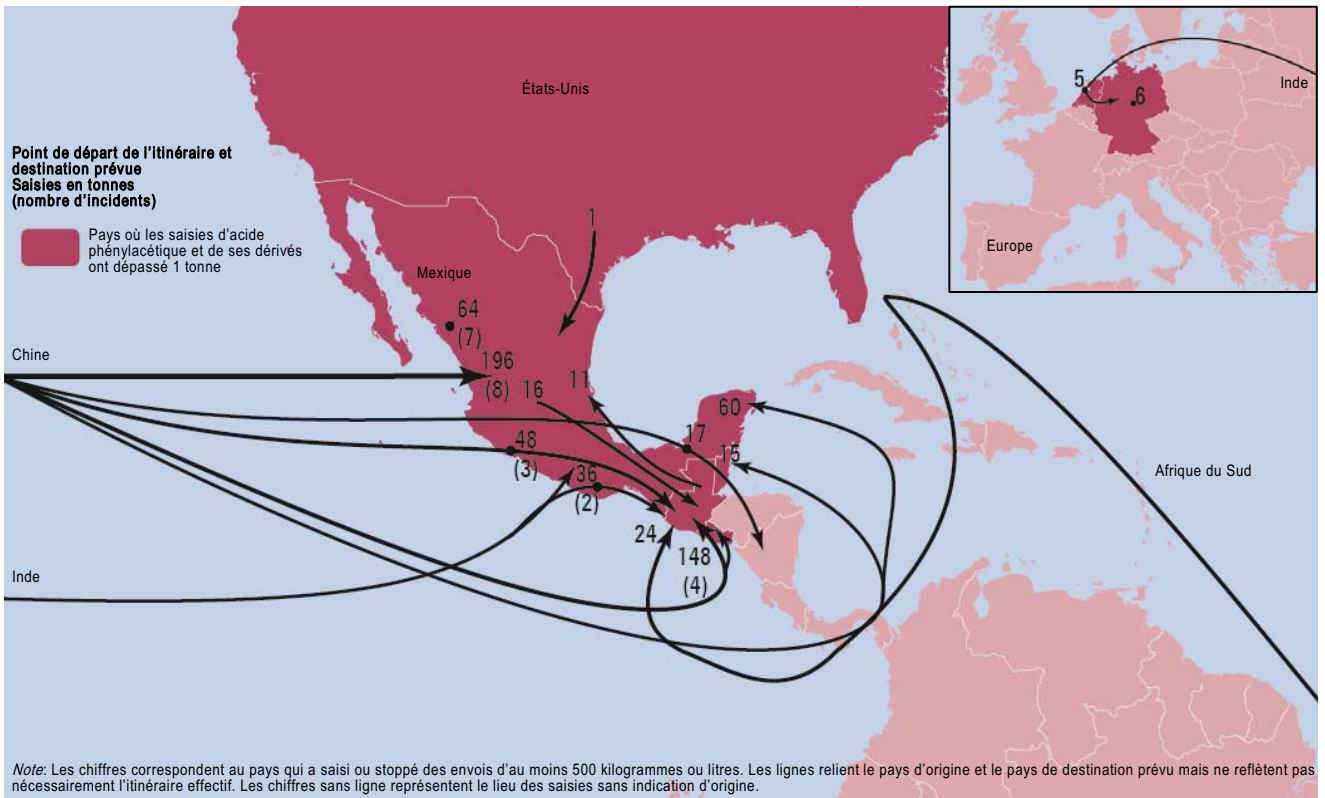 États-Unis
Point de départ de l'itinéraire et
destination prévue
Saisies en tonnes
(nombre d'incidents)
Pays où les saisies d'acide
phénylacétique et de ses dérivés
ont dépassé 1 tonne
5
6
Inde
Europe
1
Mexique
64
(7)
Chine
196
(8)
16
11
60
17
15
48
(3)
36
(2)
24
148
(4)
Afrique du Sud
Inde
Note: Les chiffres correspondent au pays qui a saisi ou stoppé des envois d'au moins 500 kilogrammes ou litres. Les lignes relient le pays d'origine et le pays de destination prévu mais ne reflètent pas
nécessairement l'itinéraire effectif. Les chiffres sans ligne représentent le lieu des saisies sans indication d'origine.